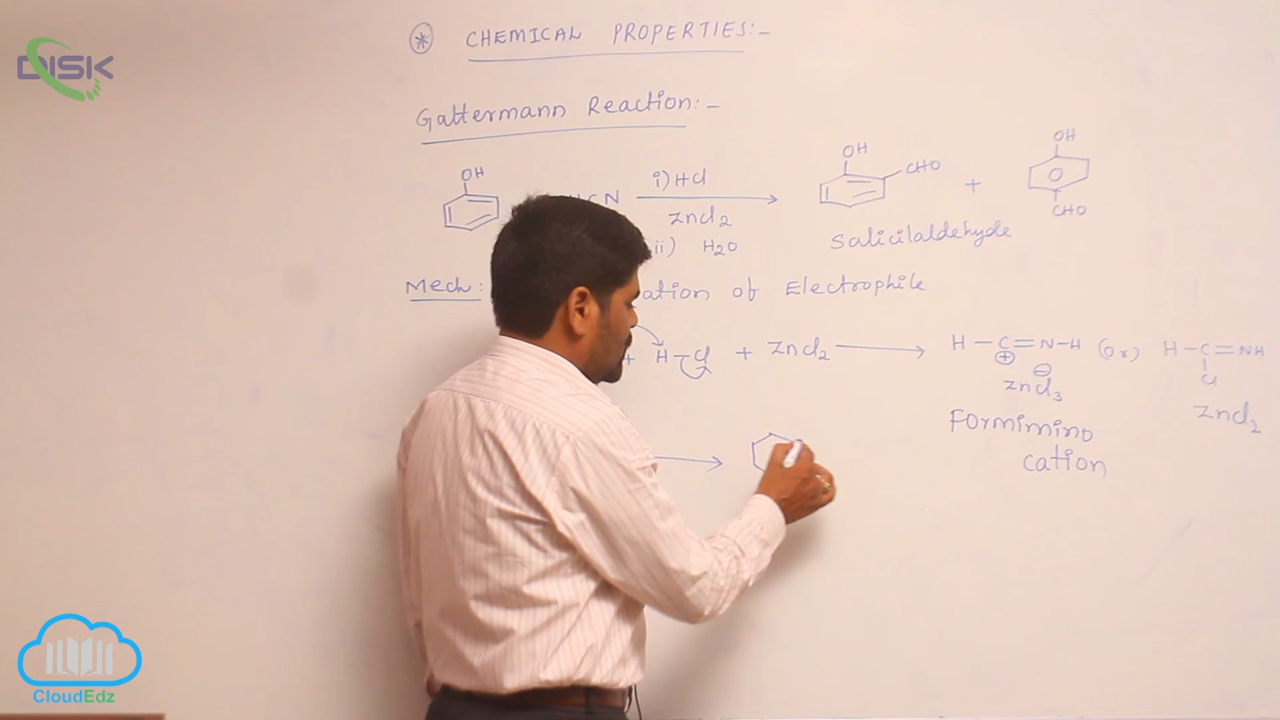 DISK
* CHEMICAL PROPERTIES:-
Gattermann Reaction:-
OH
i) HCl
ZnCl2
ii) H2O
OH
CHO
+
OH
CHO
Salicilaldehyde
Mech: ation of Electrophile
+ H-Cl + ZnCl2 → H-C=N-H (or) H-C=NH
⊕ ⊖ Cl
ZnCl3 ZnCl2
Formimino
cation
CloudEdz